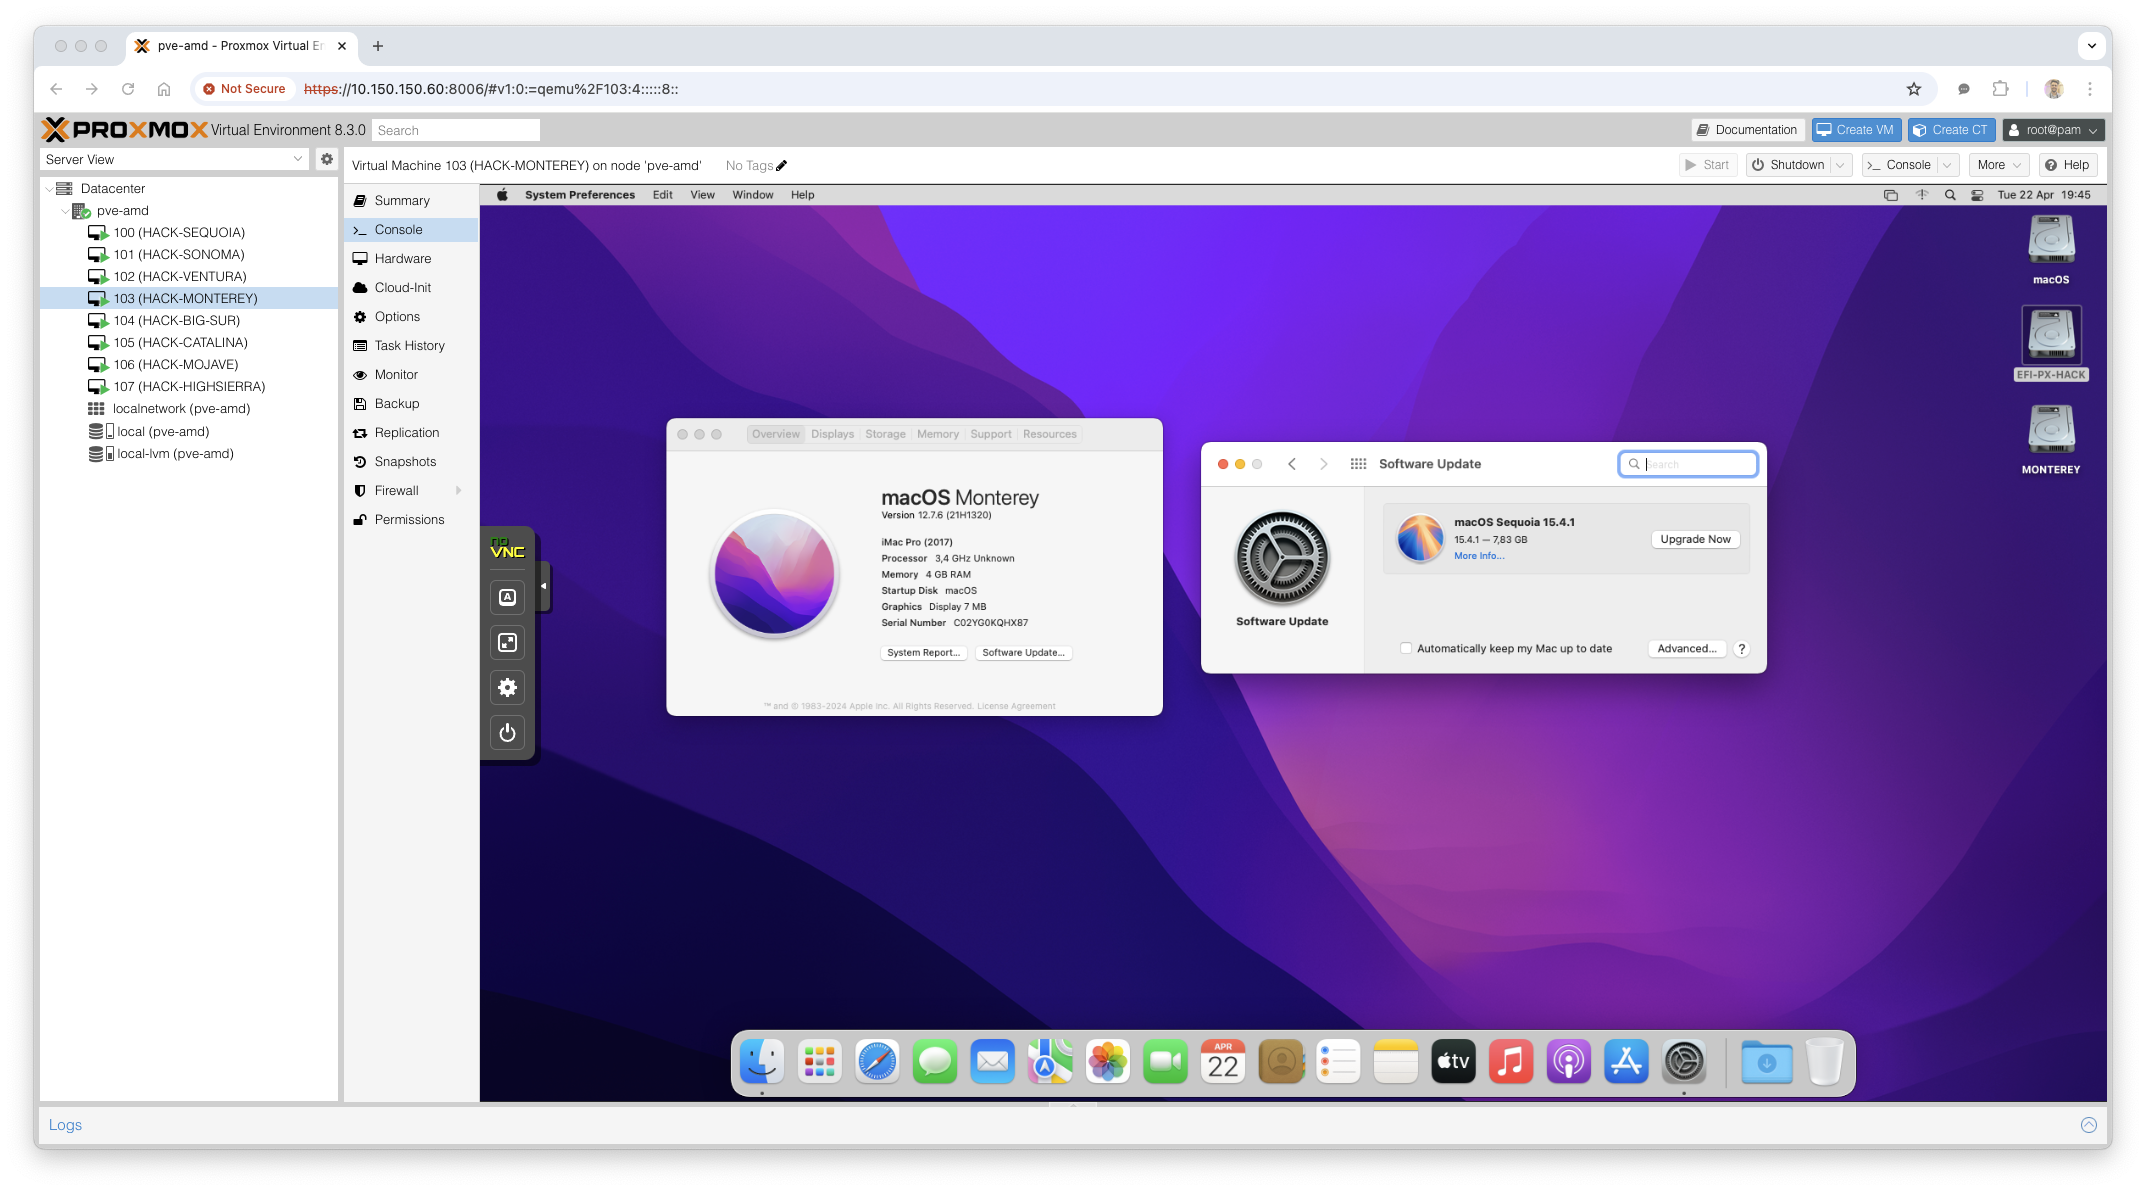 pve-amd - Proxmox Virtual Er
Not Secure https://10.150.150.60:8006/#v1:0:=qemu%2F103:4:::::8::
PROXMOX Virtual Environment 8.3.0 Search
Documentation Create VM Create CT root@pam
Server View
Virtual Machine 103 (HACK-MONTEREY) on node 'pve-amd' No Tags
Start Shutdown Console More Help
Datacenter
pve-amd
100 (HACK-SEQUOIA)
101 (HACK-SONOMA)
102 (HACK-VENTURA)
103 (HACK-MONTEREY)
104 (HACK-BIG-SUR)
105 (HACK-CATALINA)
106 (HACK-MOJAVE)
107 (HACK-HIGHSIERRA)
localnetwork (pve-amd)
local (pve-amd)
local-lvm (pve-amd)
Summary
Console
Hardware
Cloud-Init
Options
Task History
Monitor
Backup
Replication
Snapshots
Firewall
Permissions
System Preferences Edit View Window Help
Tue 22 Apr 19:45
macOS
EFI-PX-HACK
MONTEREY
no
VNC
A
Overview Displays Storage Memory Support Resources
macOS Monterey
Version 12.7.6 (21H1320)
iMac Pro (2017)
Processor 3,4 GHz Unknown
Memory 4 GB RAM
Startup Disk macOS
Graphics Display 7 MB
Serial Number C02YG0KQHX87
System Report... Software Update...
™ and © 1983-2024 Apple Inc. All Rights Reserved. License Agreement
Software Update
Search
Software Update
macOS Sequoia 15.4.1
15.4.1 — 7,83 GB
More Info...
Upgrade Now
Automatically keep my Mac up to date
Advanced... ?
APR
22
tv
Logs